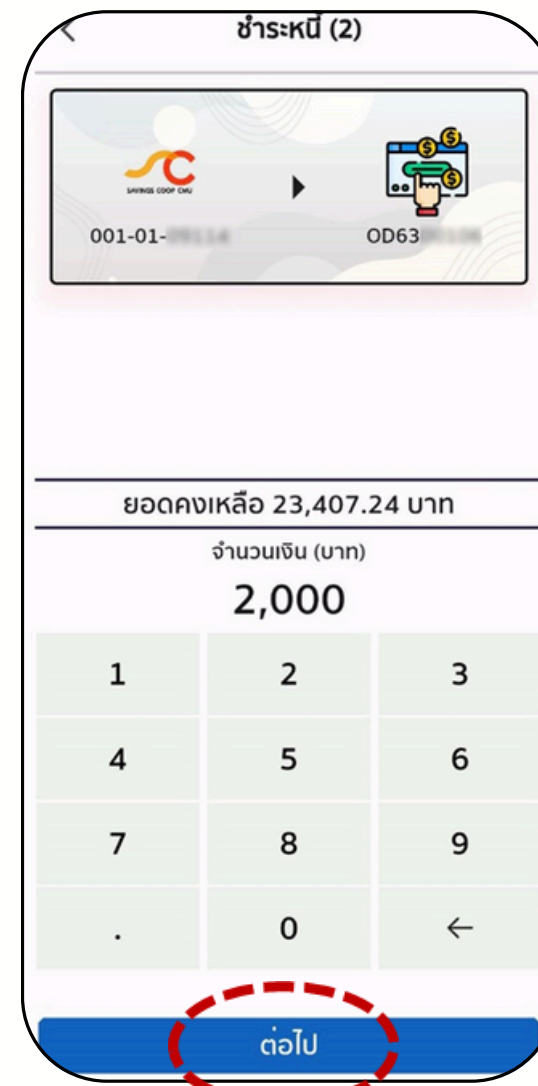 ชำระหนี้ (2)
SAVINGS COOP CMU
001-01-
OD63
ยอดคงเหลือ 23,407.24 บาท
จำนวนเงิน (บาท)
2,000
1 2 3
4 5 6
7 8 9
. 0 ←
ต่อไป